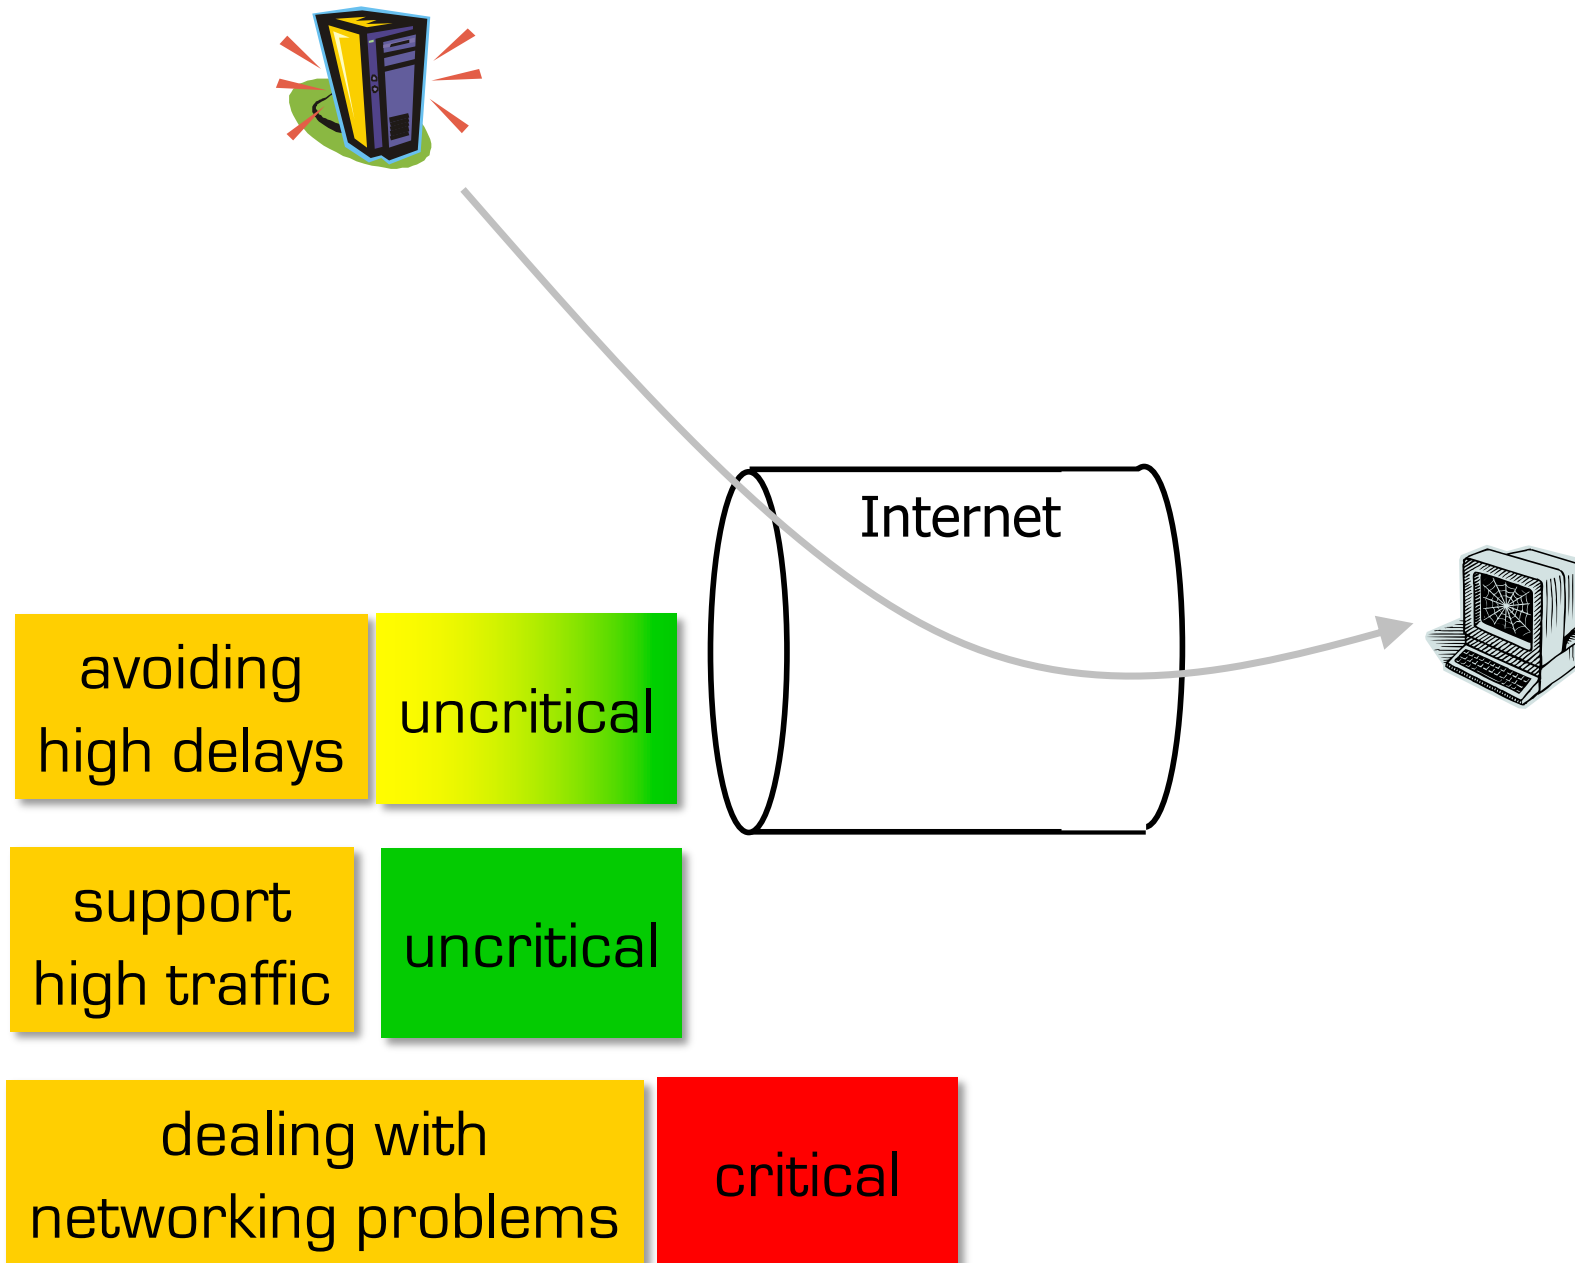 Internet
avoiding
high delays
uncritical
support
high traffic
uncritical
dealing with
networking problems
critical